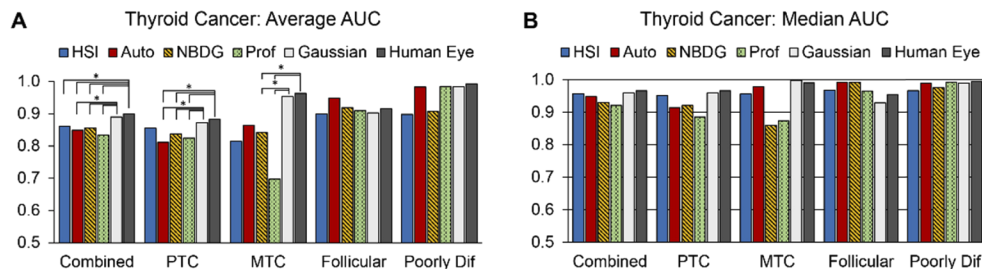 A Thyroid Cancer: Average AUC
HSI Auto NBDG Prof Gaussian Human Eye
* * * * * *
1.0
0.9
0.8
0.7
0.6
0.5
Combined PTC MTC Follicular Poorly Dif
B Thyroid Cancer: Median AUC
HSI Auto NBDG Prof Gaussian Human Eye
1.0
0.9
0.8
0.7
0.6
0.5
Combined PTC MTC Follicular Poorly Dif